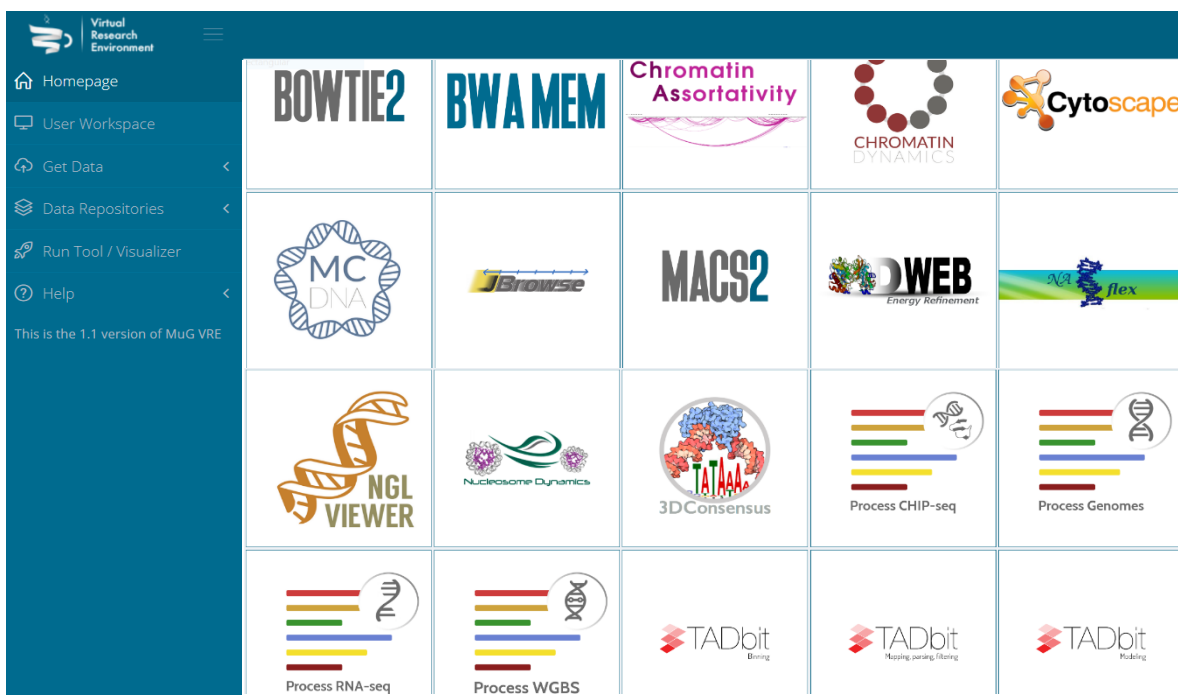 Virtual
Research
Environment
Homepage
User Workspace
Get Data
Data Repositories
Run Tool / Visualizer
Help
This is the 1.1 version of MuG VRE
BOWTIE2
BWA MEM
Chromatin
Assortativity
CHROMATIN
DYNAMICS
Cytoscape
MC
DNA
JBrowse
MACS2
DWEB
Energy Refinement
NA
flex
NGL
VIEWER
Nucleosome Dynamics
TATAAAA
3DConsensus
Process CHIP-seq
Process Genomes
Process RNA-seq
Process WGBS
TADbit
Binning
TADbit
Mapping, parsing, filtering
TADbit
Modeling